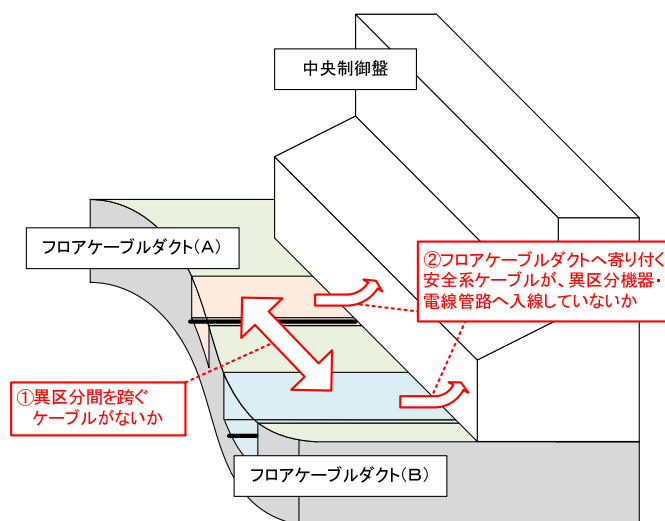 中央制御盤
フロアケーブルダクト(A)
②フロアケーブルダクトへ寄り付く
安全系ケーブルが、異区分機器・
電線管路へ入線していないか
①異区分間を跨ぐ
ケーブルがないか
フロアケーブルダクト(B)